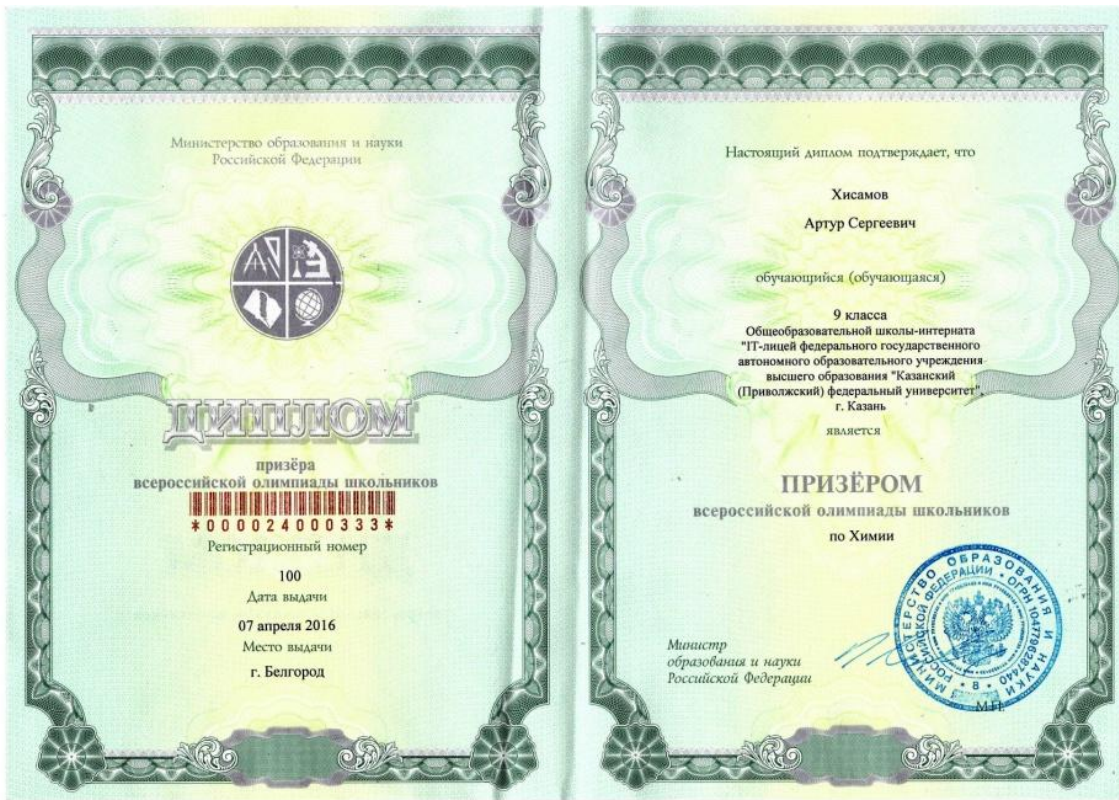 Министерство образования и науки
Российской Федерации
ДИПЛОМ
призёра
всероссийской олимпиады школьников
*000024000333*
Регистрационный номер
100
Дата выдачи
07 апреля 2016
Место выдачи
г. Белгород
Настоящий диплом подтверждает, что
Хисамов
Артур Сергеевич
обучающийся (обучающаяся)
9 класса
Общеобразовательной школы-интерната
"IT-лицей федерального государственного
автономного образовательного учреждения
высшего образования "Казанский
(Приволжский) федеральный университет",
г. Казань
является
ПРИЗЁРОМ
всероссийской олимпиады школьников
по Химии
Министр
образования и науки
Российской Федерации
МИНИСТЕРСТВО ОБРАЗОВАНИЯ И НАУКИ
РОССИЙСКОЙ ФЕДЕРАЦИИ
8
М.П.